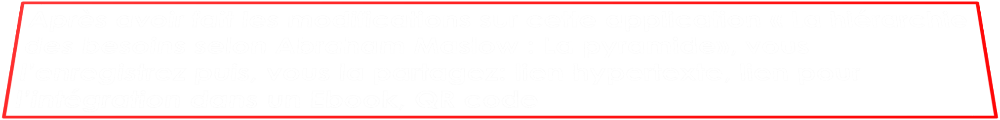 Après avoir fait les modifications sur cette application « La hiérarchie
des besoins selon Abraham Maslow : La pyramide», vous
l'enregistrez puis, vous la partagez: lien hypertexte, lien pour
l'intégration dans un Ebook, QR code